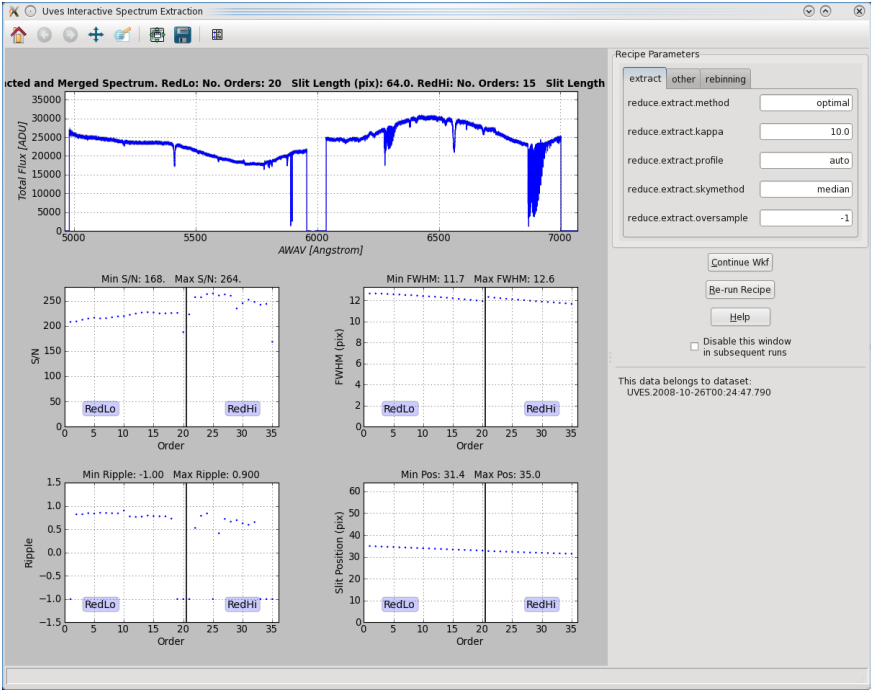 Uves Interactive Spectrum Extraction
Recipe Parameters
acted and Merged Spectrum. RedLo: No. Orders: 20 Slit Length (pix): 64.0. RedHi: No. Orders: 15 Slit Length
35000
30000
25000
20000
15000
10000
5000
0
Total Flux [ADU]
5000 5500 6000 6500 7000
AWAV [Angstrom]
Min S/N: 168. Max S/N: 264.
250
200
150
100
50
0
S/N
RedLo RedHi
0 5 10 15 20 25 30 35
Order
Min FWHM: 11.7 Max FWHM: 12.6
12
10
8
6
4
2
0
FWHM (pix)
RedLo RedHi
0 5 10 15 20 25 30 35
Order
Min Ripple: -1.00 Max Ripple: 0.900
1.5
1.0
0.5
0.0
−0.5
−1.0
−1.5
Ripple
RedLo RedHi
0 5 10 15 20 25 30 35
Order
Min Pos: 31.4 Max Pos: 35.0
60
50
40
30
20
10
0
Slit Position (pix)
RedLo RedHi
0 5 10 15 20 25 30 35
Order
extract other rebinning
reduce.extract.method optimal
reduce.extract.kappa 10.0
reduce.extract.profile auto
reduce.extract.skymethod median
reduce.extract.oversample -1
Continue Wkf
Re-run Recipe
Help
Disable this window
in subsequent runs
This data belongs to dataset:
UVES.2008-10-26T00:24:47.790